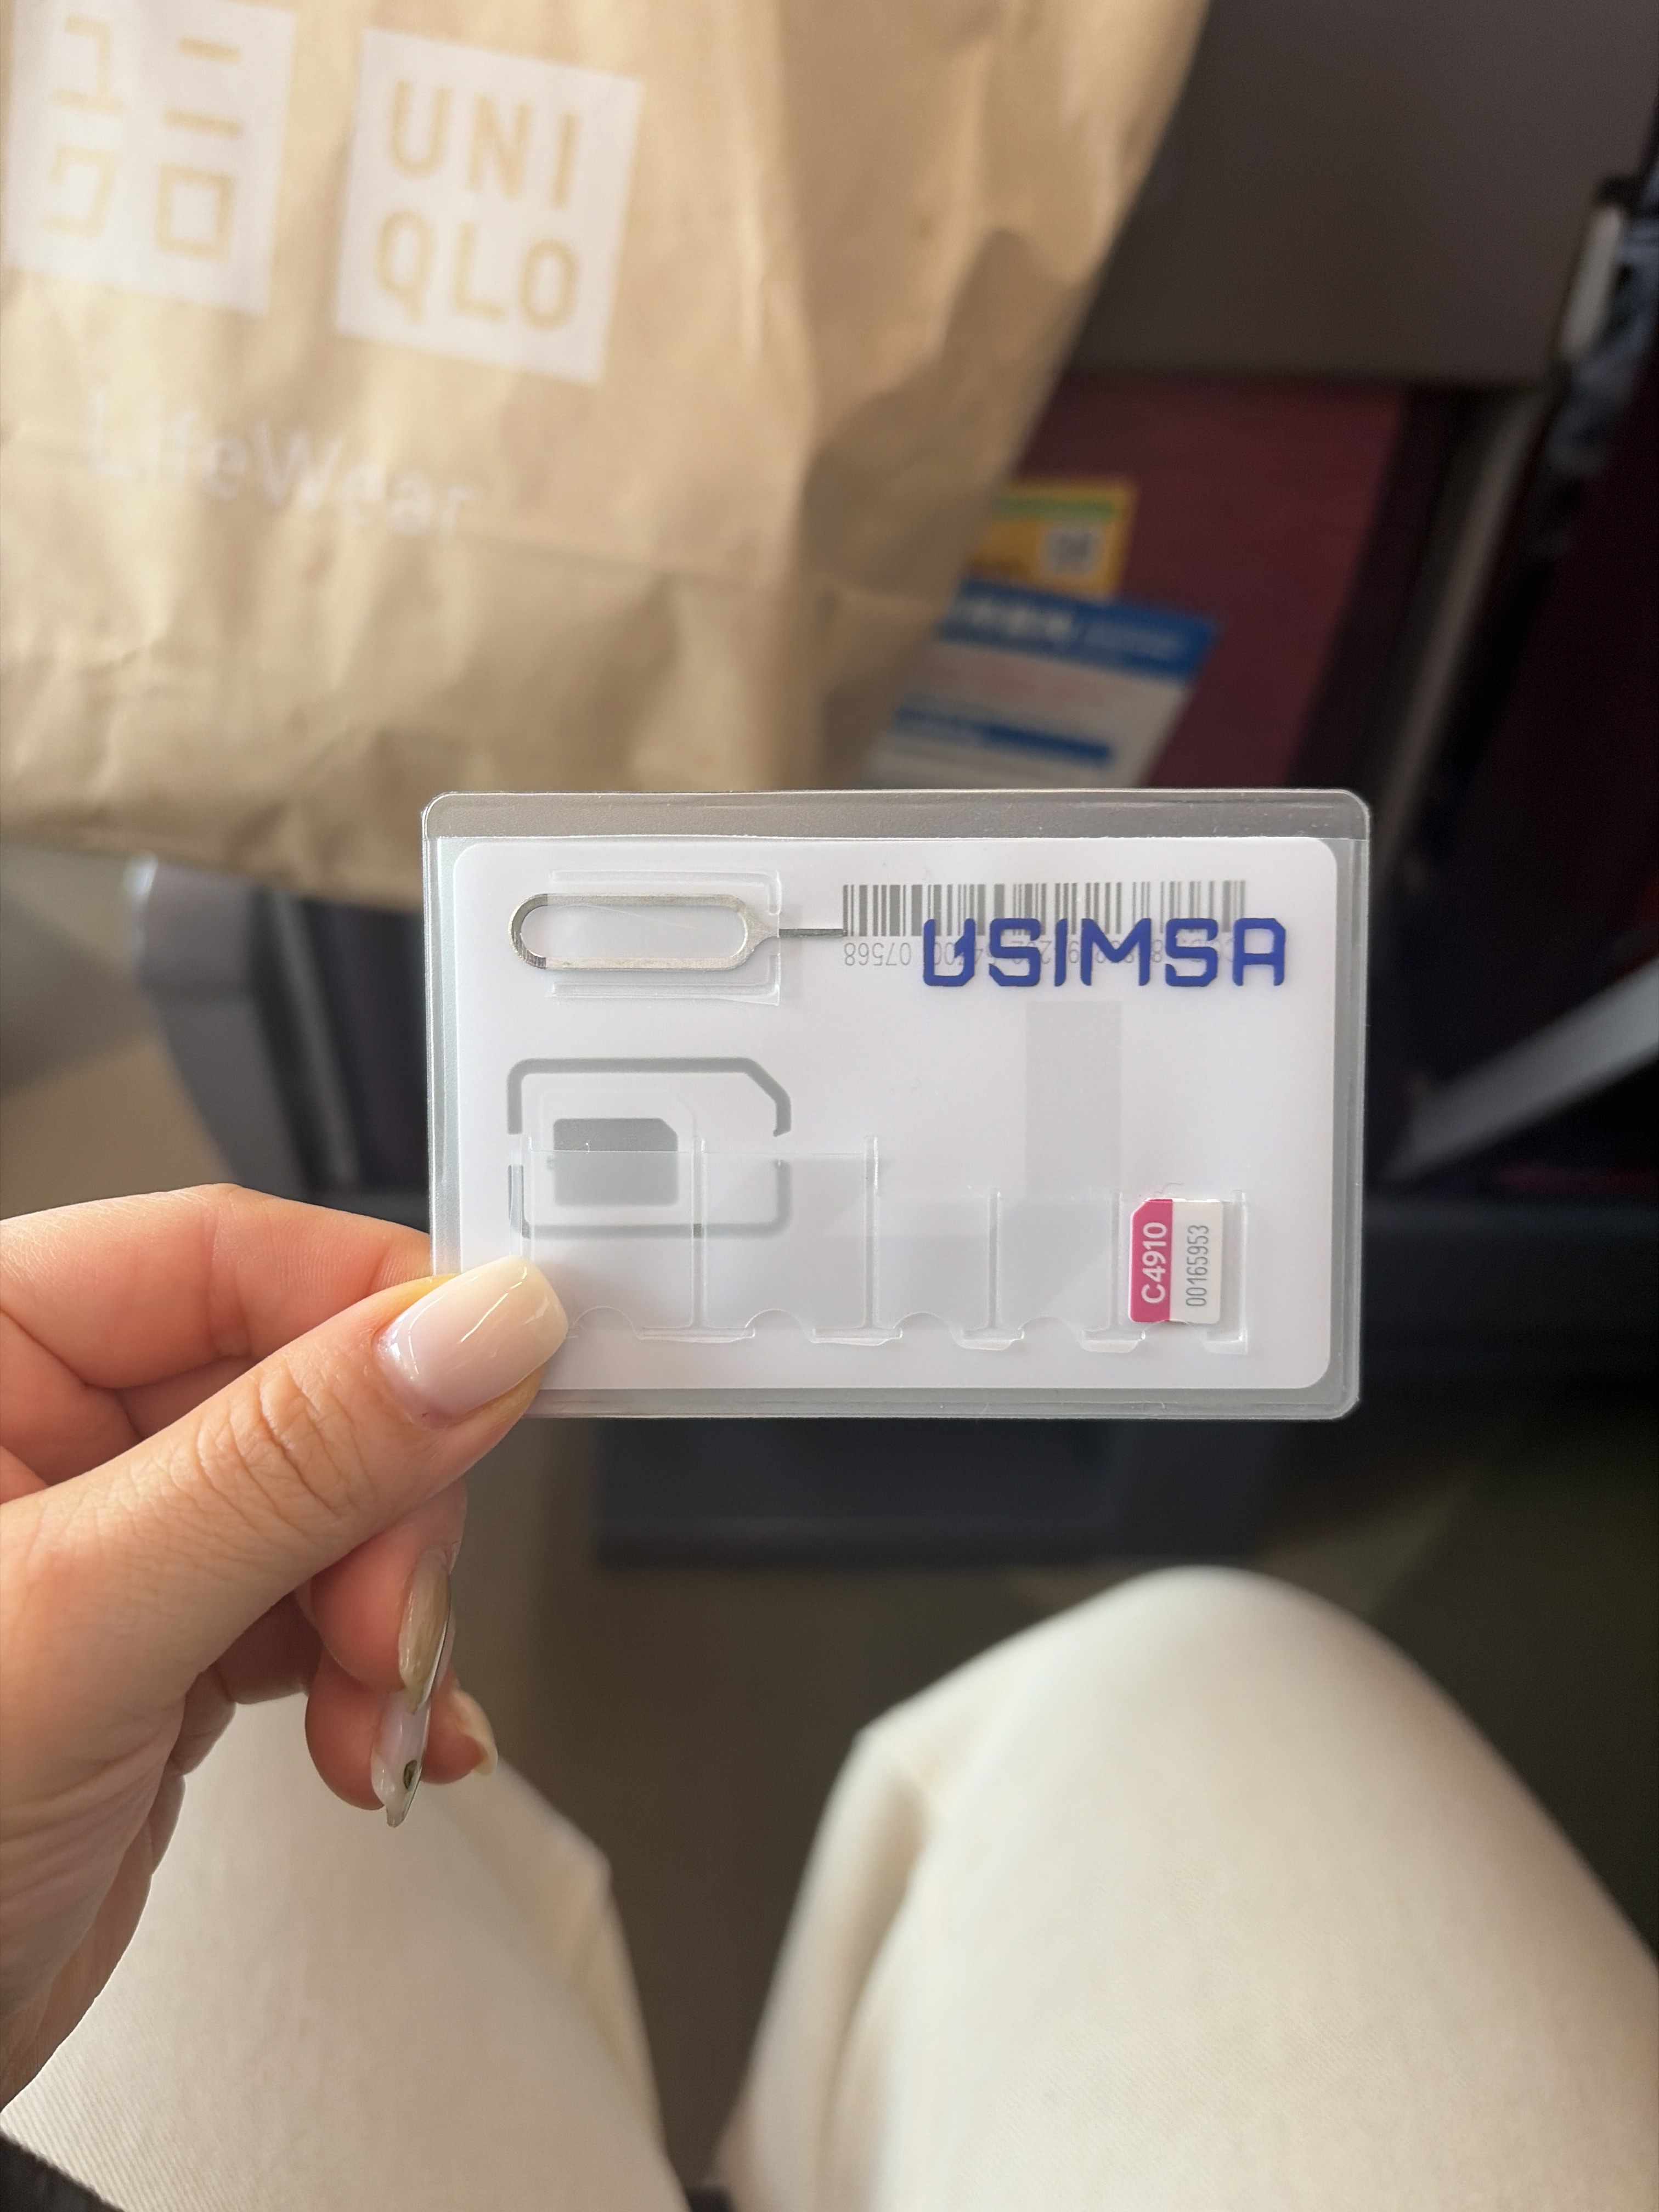 ユニ
クロ
UNI
QLO
LifeWear
USIMSA
07568
C4910
00165953